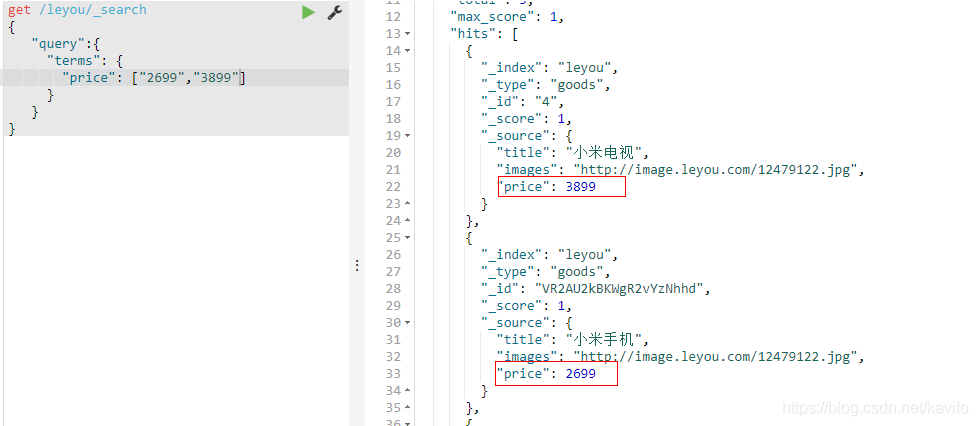 get /leyou/_search
{
"query":{
"terms": {
"price": ["2699","3899"]
}
}
}
12 "max_score": 1,
13 "hits": [
14 {
15 "_index": "leyou",
16 "_type": "goods",
17 "_id": "4",
18 "_score": 1,
19 "_source": {
20 "title": "小米电视",
21 "images": "http://image.leyou.com/12479122.jpg",
22 "price": 3899
23 }
24 },
25 {
26 "_index": "leyou",
27 "_type": "goods",
28 "_id": "VR2AU2kBKWgR2vYzNhhd",
29 "_score": 1,
30 "_source": {
31 "title": "小米手机",
32 "images": "http://image.leyou.com/12479122.jpg",
33 "price": 2699
34 }
35 },
https://blog.csdn.net/kavito